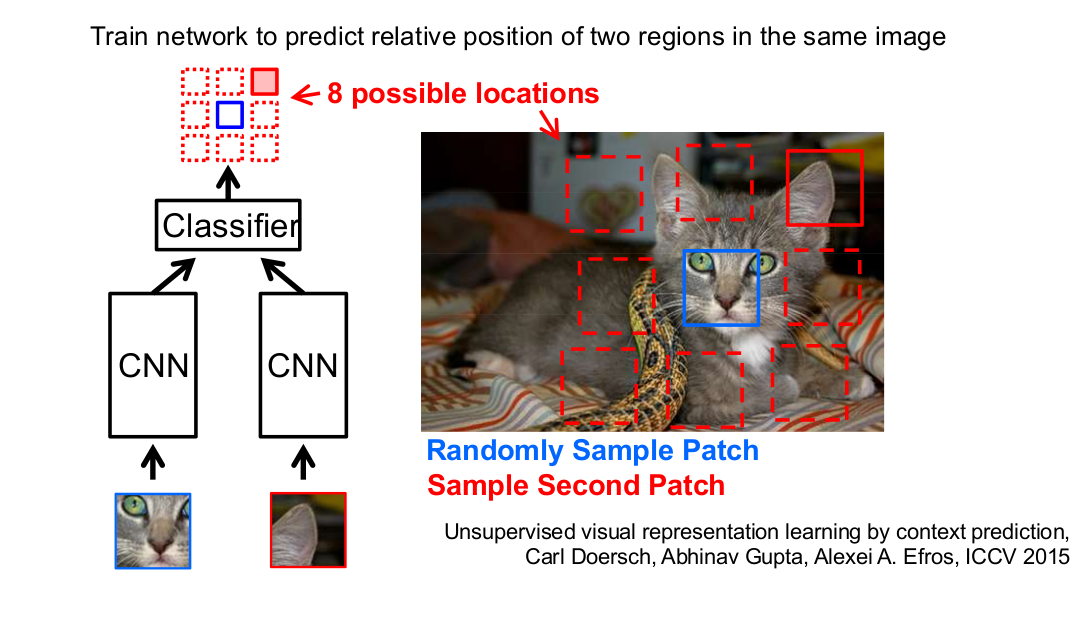 Train network to predict relative position of two regions in the same image
8 possible locations
Classifier
CNN
CNN
Randomly Sample Patch
Sample Second Patch
Unsupervised visual representation learning by context prediction,
Carl Doersch, Abhinav Gupta, Alexei A. Efros, ICCV 2015